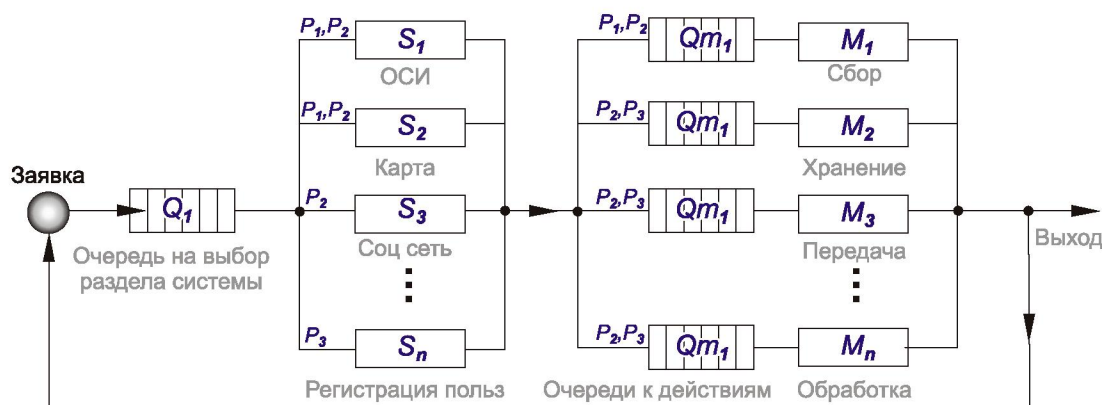 P1,P2
S1
ОСИ
P1,P2
S2
Карта
Заявка
Q1
Очередь на выбор
раздела системы
P2
S3
Соц сеть
P3
Sn
Регистрация польз
P1,P2
Qm1
M1
Сбор
P2,P3
Qm1
M2
Хранение
P2,P3
Qm1
M3
Передача
P2,P3
Qm1
Mn
Очереди к действиям
Обработка
Выход